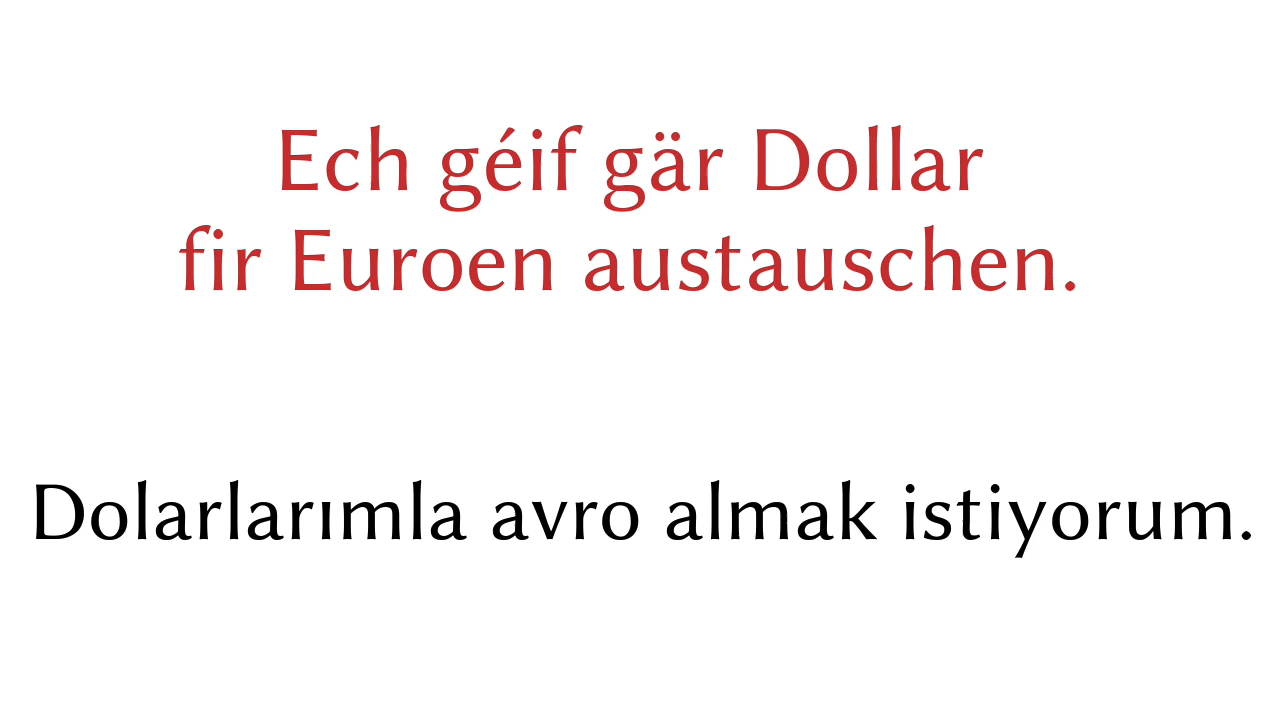 Ech géif gär Dollar
fir Euroen austauschen.
Dolarlarımla avro almak istiyorum.